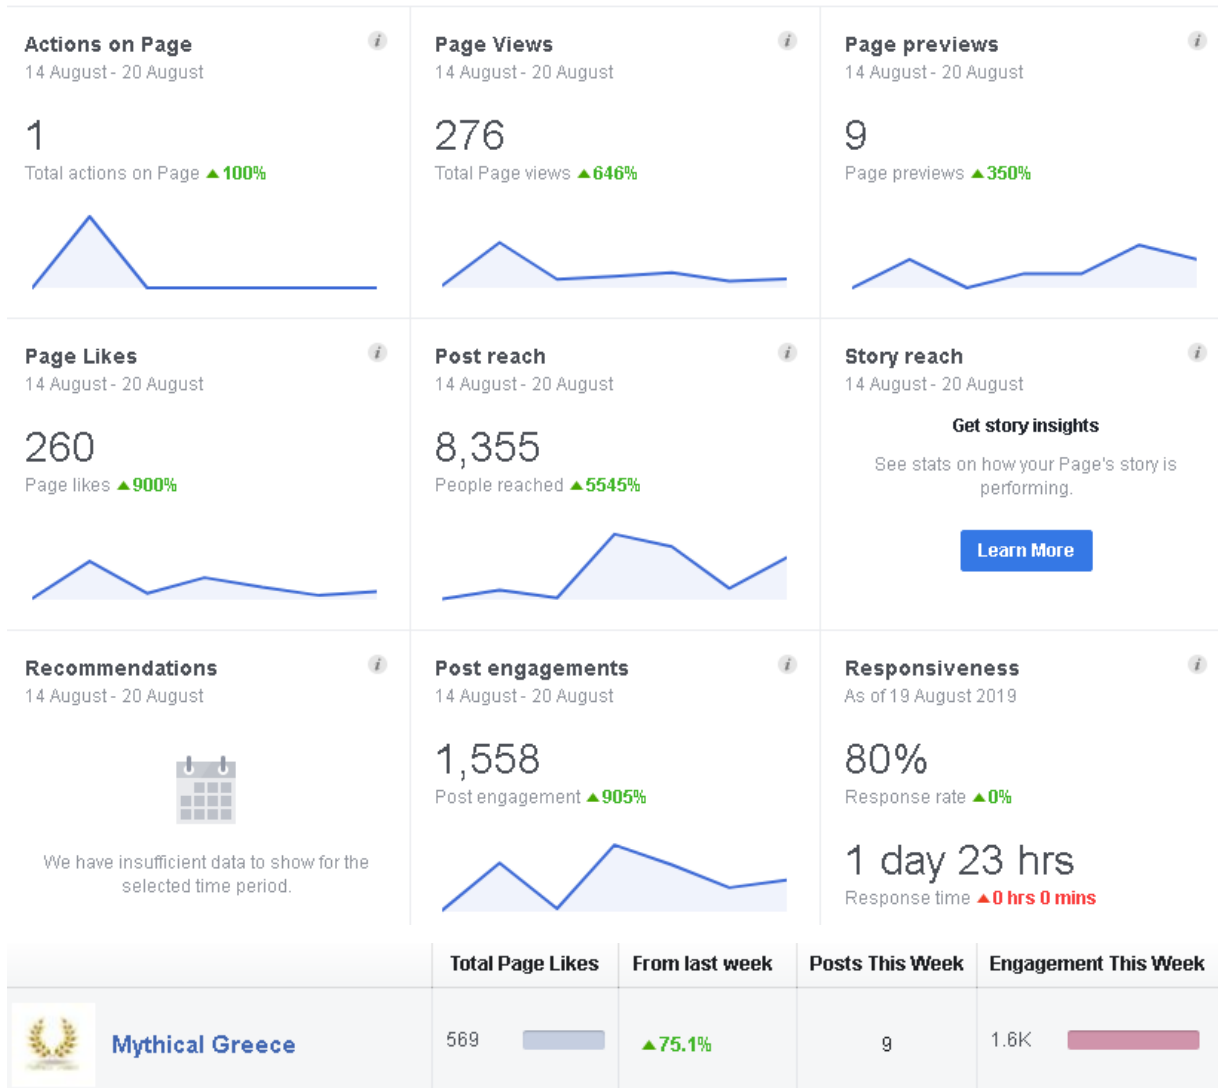 Actions on Page
14 August - 20 August
1
Total actions on Page ▲100%
Page Views
14 August - 20 August
276
Total Page views ▲646%
Page previews
14 August - 20 August
9
Page previews ▲350%
Page Likes
14 August - 20 August
260
Page likes ▲900%
Post reach
14 August - 20 August
8,355
People reached ▲5545%
Story reach
14 August - 20 August
Get story insights
See stats on how your Page's story is
performing.
Learn More
Recommendations
14 August - 20 August
We have insufficient data to show for the
selected time period.
Post engagements
14 August - 20 August
1,558
Post engagement ▲905%
Responsiveness
As of 19 August 2019
80%
Response rate ▲0%
1 day 23 hrs
Response time ▲0 hrs 0 mins
Total Page Likes From last week Posts This Week Engagement This Week
Mythical Greece 569 ▲75.1% 9 1.6K